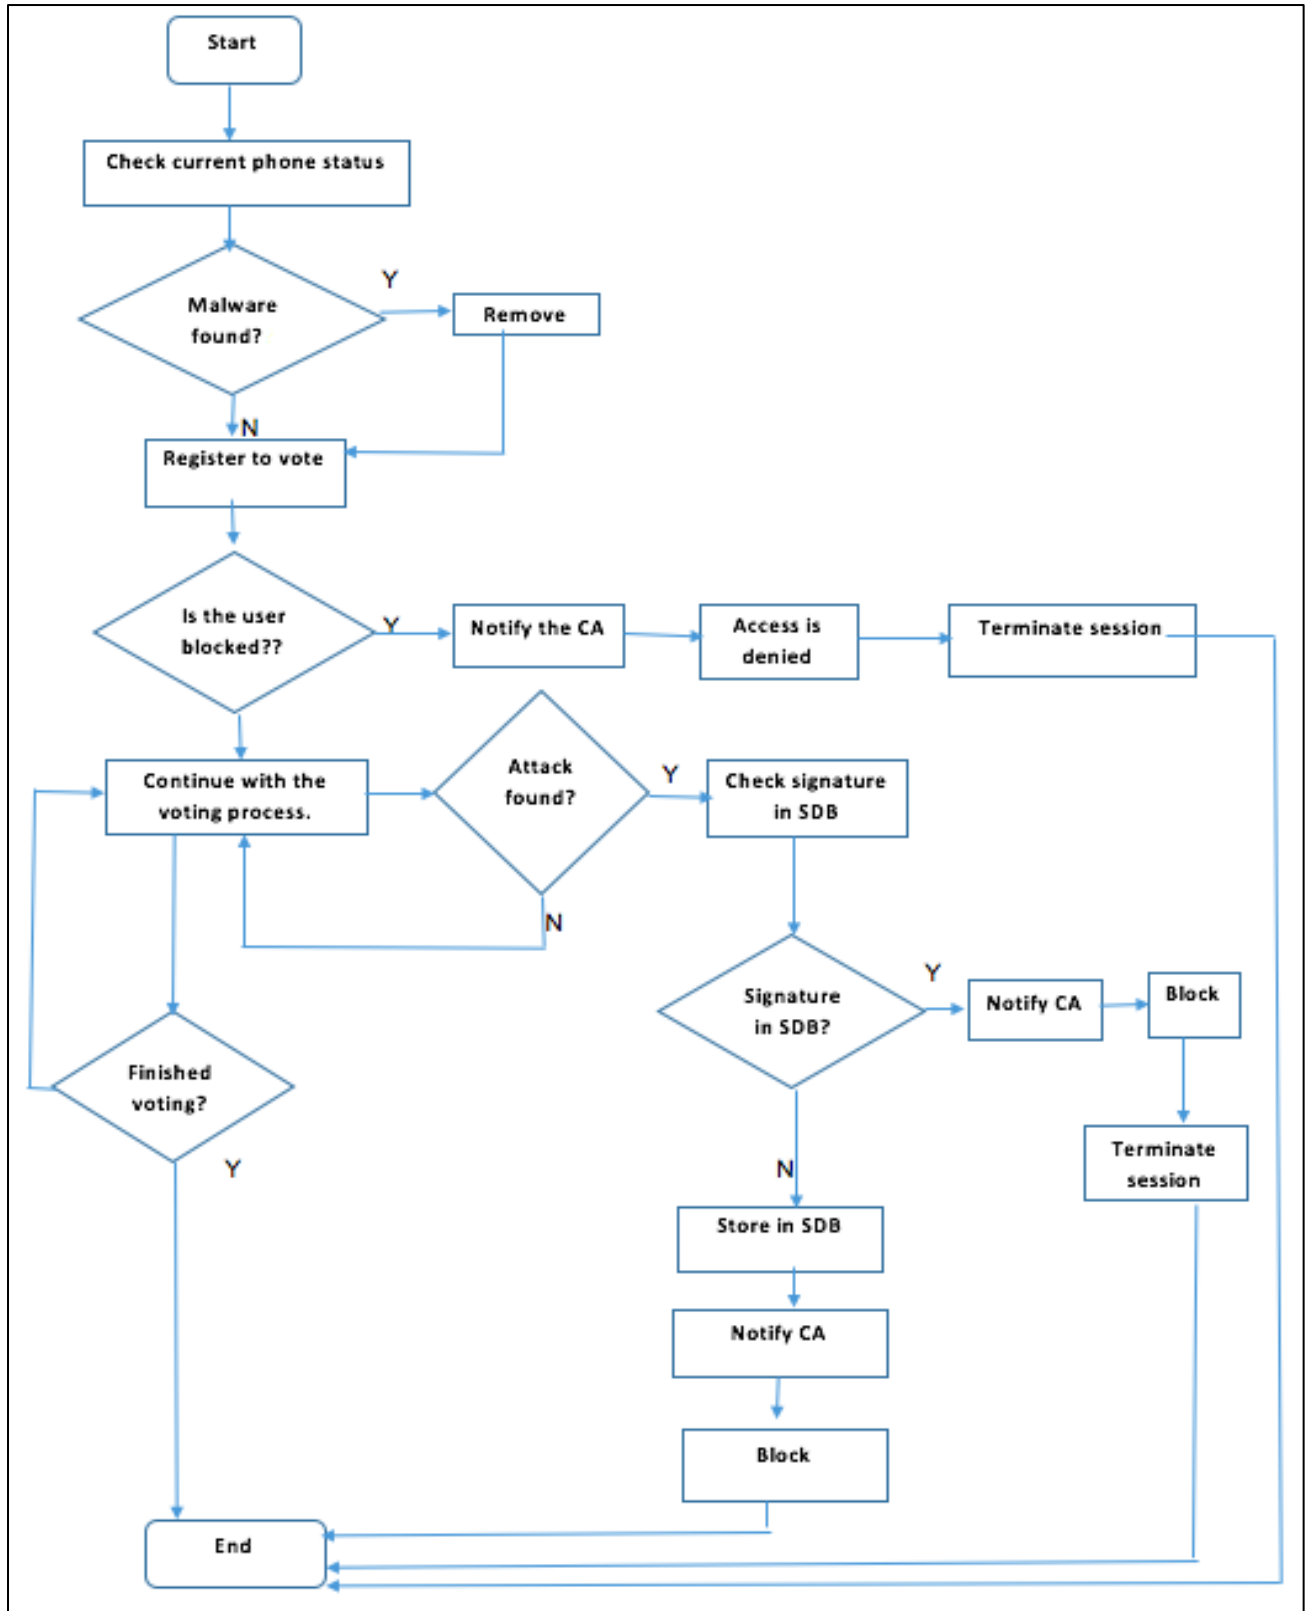 Start
Check current phone status
Y
Malware
found?
Remove
N
Register to vote
Is the user
blocked??
Y
Notify the CA
Access is
denied
Terminate session
Continue with the
voting process.
Attack
found?
Y
Check signature
in SDB
N
Signature
in SDB?
Y
Notify CA
Block
Finished
voting?
Y
Terminate
session
N
Store in SDB
Notify CA
Block
End